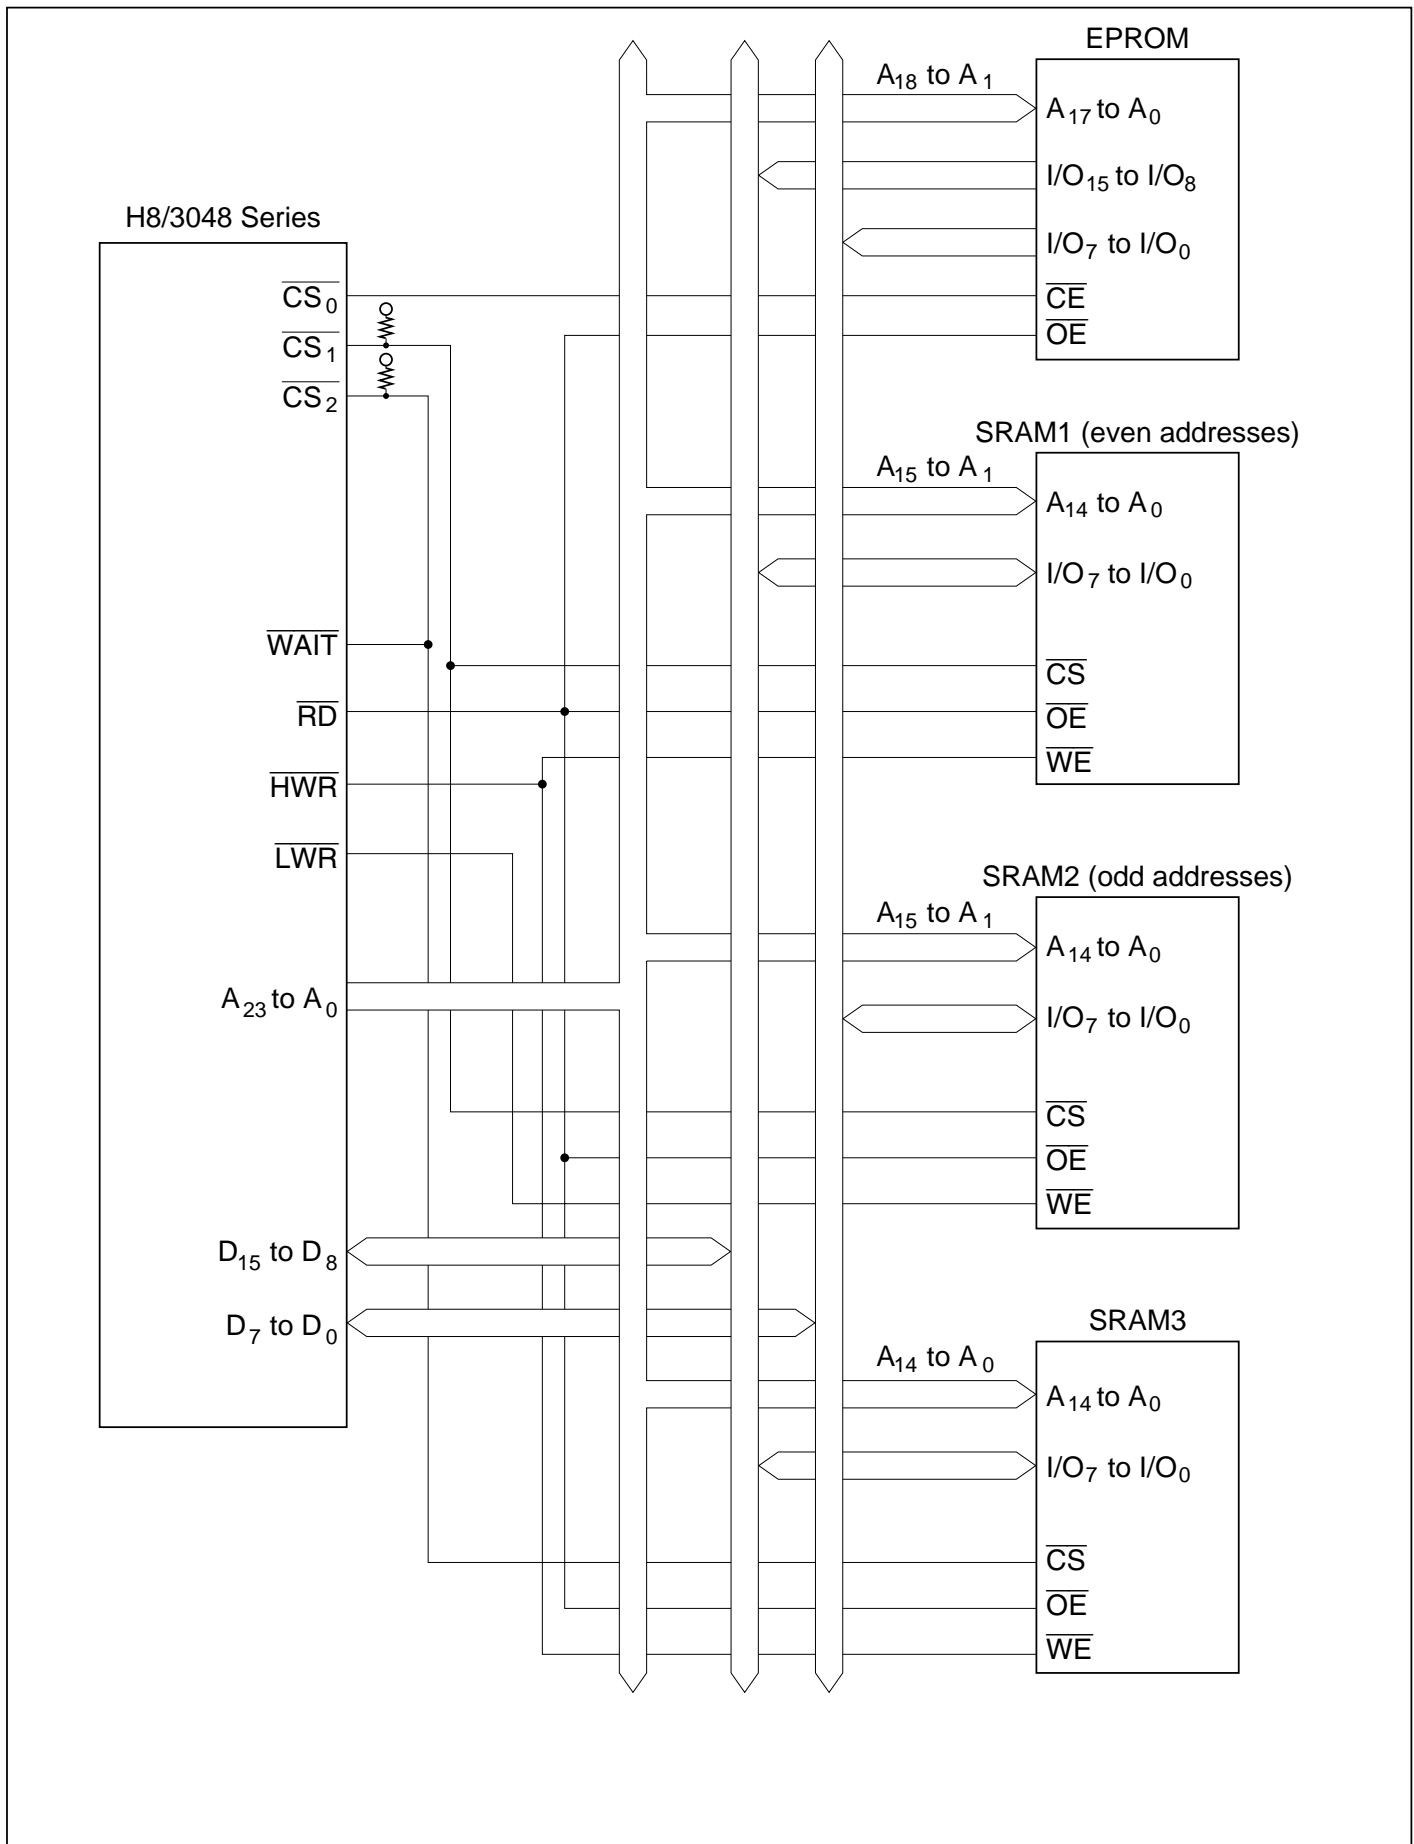 EPROM
A18 to A1
A17 to A0
I/O15 to I/O8
I/O7 to I/O0
CE
OE
H8/3048 Series
CS0
CS1
CS2
WAIT
RD
HWR
LWR
A23 to A0
D15 to D8
D7 to D0
SRAM1 (even addresses)
A15 to A1
A14 to A0
I/O7 to I/O0
CS
OE
WE
SRAM2 (odd addresses)
A15 to A1
A14 to A0
I/O7 to I/O0
CS
OE
WE
SRAM3
A14 to A0
A14 to A0
I/O7 to I/O0
CS
OE
WE